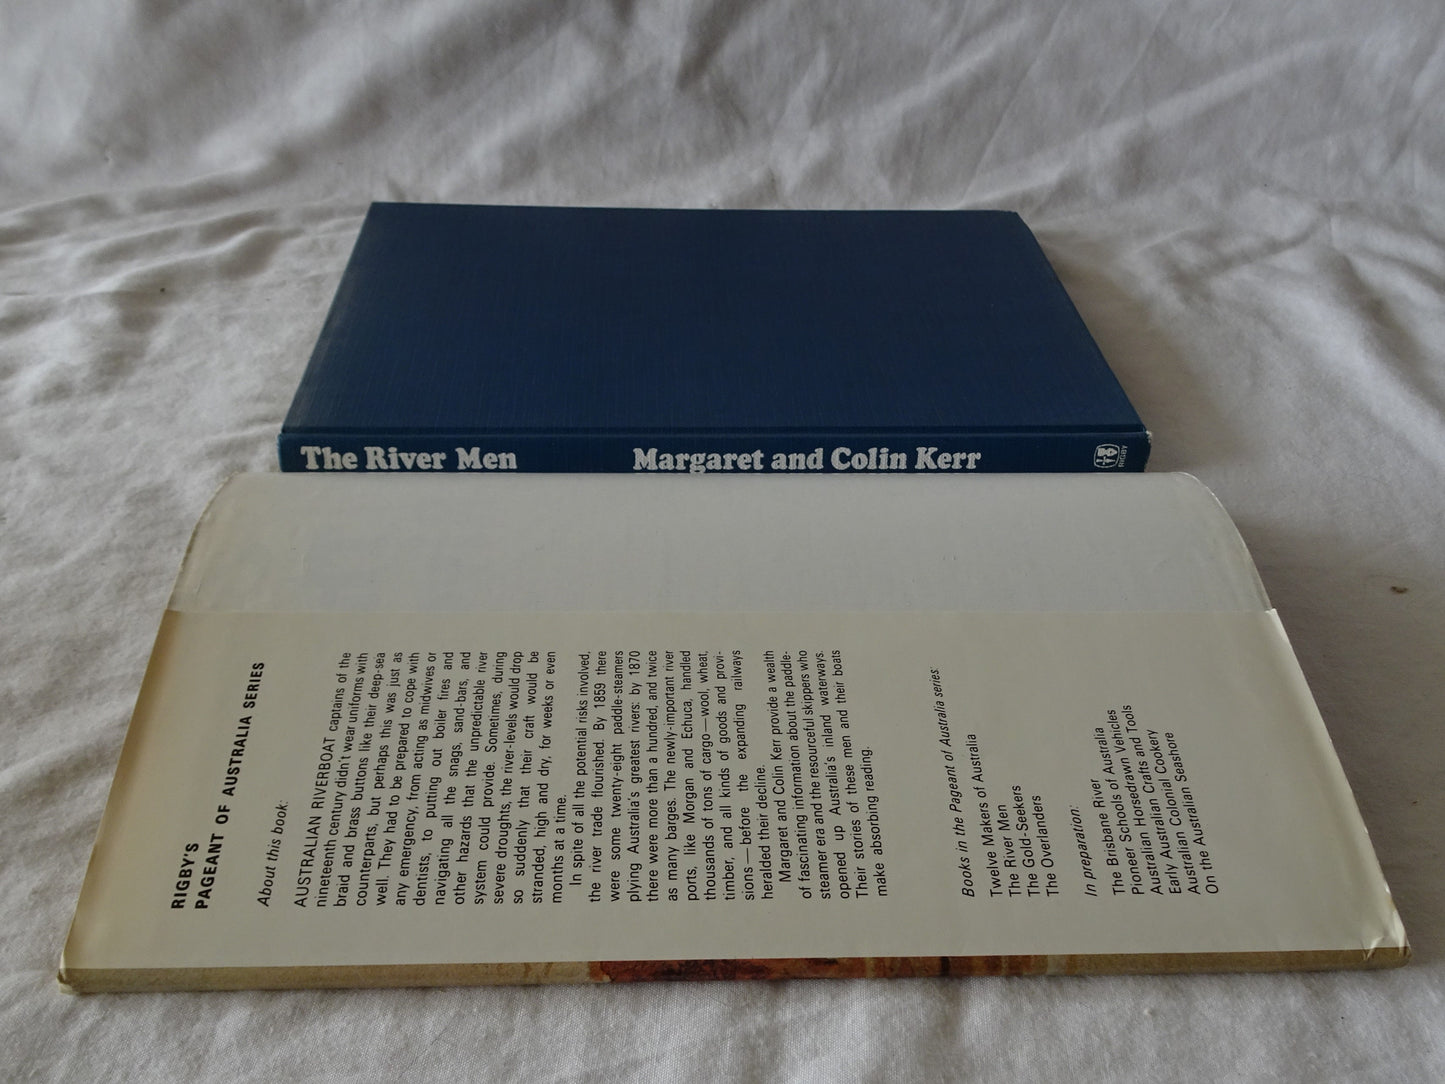 The River Men
Margaret and Colin Kerr
RIGBY
RIGBY'S
PAGEANT OF AUSTRALIA SERIES
About this book:
AUSTRALIAN RIVERBOAT captains of the
nineteenth century didn't wear uniforms with
braid and brass buttons like their deep-sea
counterparts, but perhaps this was just as
well. They had to be prepared to cope with
any emergency, from acting as midwives or
dentists, to putting out boiler fires and
navigating all the snags, sand-bars, and
other hazards that the unpredictable river
system could provide. Sometimes, during
severe droughts, the river-levels would drop
so suddenly that their craft would be
stranded, high and dry, for weeks or even
months at a time.
In spite of all the potential risks involved,
the river trade flourished. By 1859 there
were some twenty-eight paddle-steamers
plying Australia's greatest rivers: by 1870
there were more than a hundred, and twice
as many barges. The newly-important river
ports, like Morgan and Echuca, handled
thousands of tons of cargo—wool, wheat,
timber, and all kinds of goods and provi-
sions—before the expanding railways
heralded their decline.
Margaret and Colin Kerr provide a wealth
of fascinating information about the paddle-
steamer era and the resourceful skippers who
opened up Australia's inland waterways.
Their stories of these men and their boats
make absorbing reading.
Books in the Pageant of Australia series:
Twelve Makers of Australia
The River Men
The Gold-Seekers
The Overlanders
In preparation:
The Brisbane River
The Schools of Australia
Pioneer Horsedrawn Vehicles
Australian Crafts and Tools
Early Australian Cookery
Australian Colonial Cookery
On the Australian Seashore